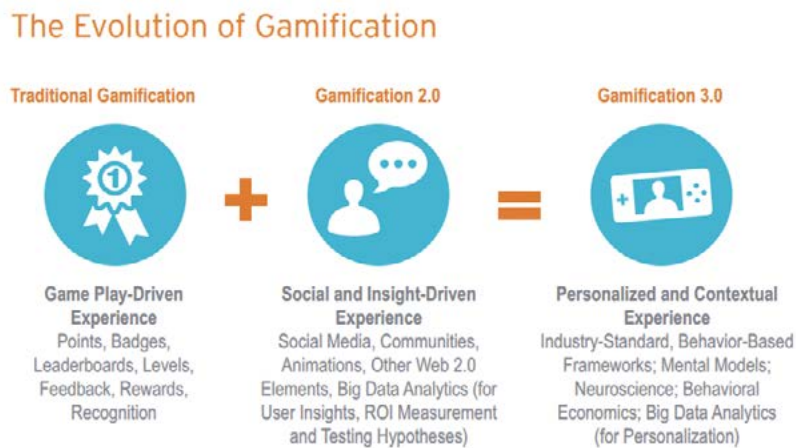 The Evolution of Gamification
Traditional Gamification
Gamification 2.0
Gamification 3.0
1
+
=
Game Play-Driven
Experience
Points, Badges,
Leaderboards, Levels,
Feedback, Rewards,
Recognition
Social and Insight-Driven
Experience
Social Media, Communities,
Animations, Other Web 2.0
Elements, Big Data Analytics (for
User Insights, ROI Measurement
and Testing Hypotheses)
Personalized and Contextual
Experience
Industry-Standard, Behavior-Based
Frameworks; Mental Models;
Neuroscience; Behavioral
Economics; Big Data Analytics
(for Personalization)